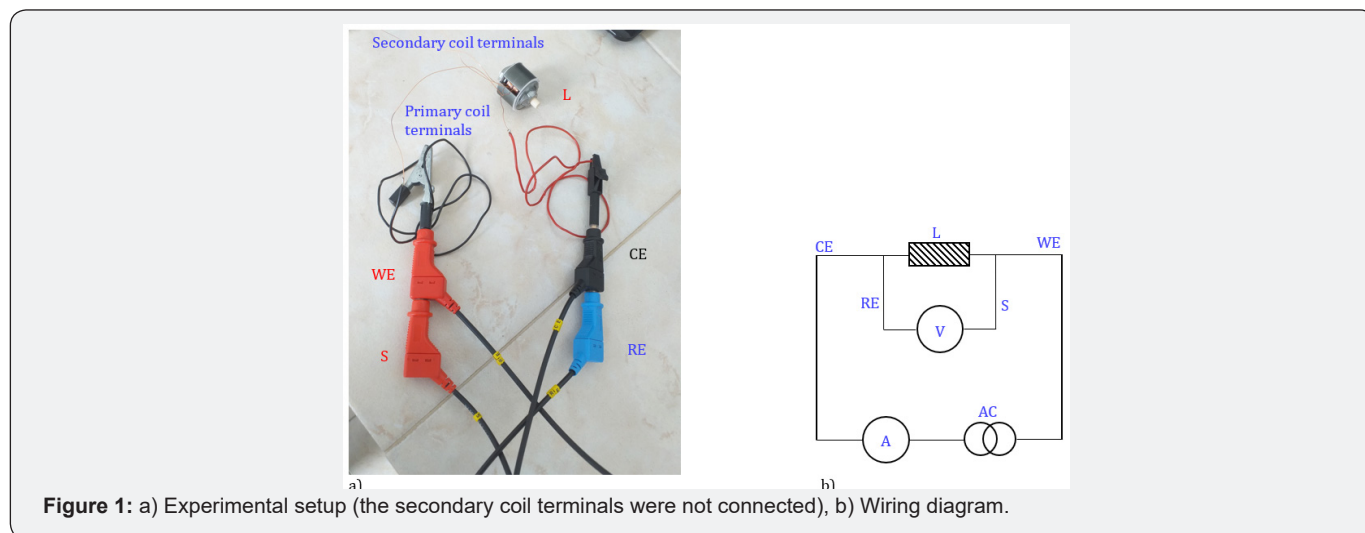 Secondary coil terminals
L
Primary coil
terminals
WE
CE
S
RE
a)
CE
L
WE
RE
S
V
A
AC
b)
Figure 1: a) Experimental setup (the secondary coil terminals were not connected), b) Wiring diagram.